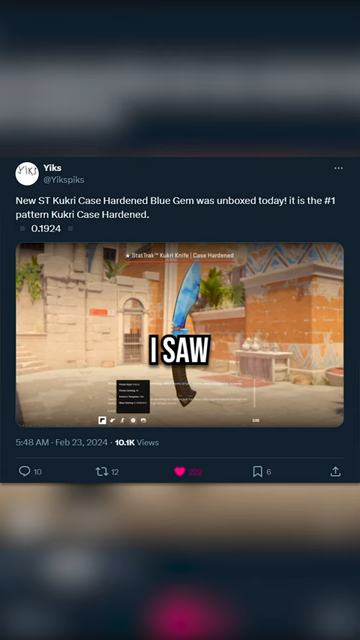 Yiks
@Yikspiks
New ST Kukri Case Hardened Blue Gem was unboxed today! it is the #1
pattern Kukri Case Hardened.
0.1924
★ StatTrak™ Kukri Knife | Case Hardened
I SAW
5:48 AM · Feb 23, 2024 · 10.1K Views
10 12 6